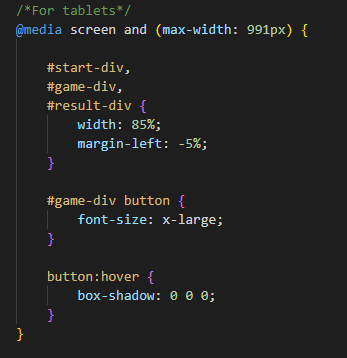 /*For tablets*/
@media screen and (max-width: 991px) {
#start-div,
#game-div,
#result-div {
width: 85%;
margin-left: -5%;
}
#game-div button {
font-size: x-large;
}
button:hover {
box-shadow: 0 0 0;
}
}